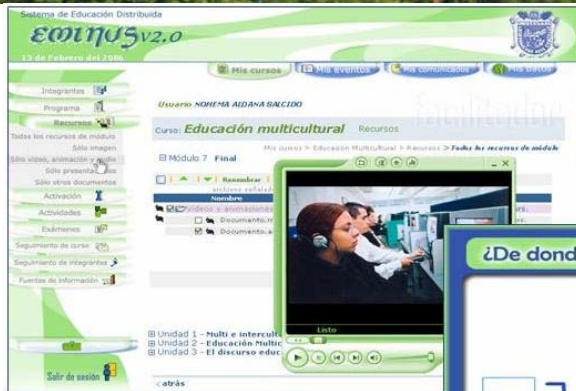 Sistema de Educación Distribuida
eminus v2.0
13 de Febrero del 2006
Mis cursos
Mis eventos
Mis comunicados
Mis datos
Integrantes
Programa
Recursos
Todos los recursos de módulo
Sólo imagen
Sólo video, animación y audio
Sólo presentaciones
Sólo otros documentos
Activación
Actividades
Exámenes
Seguimiento de curso
Seguimiento de integrantes
Fuentes de información
Salir de sesión
Usuario NOHEMA AIDANA SALCIDO
facilitador
Curso: Educación multicultural Recursos
Mis cursos > Educación Multicultural > Recursos > Todos los recursos de módulo
Módulo 7 Final
Renombrar
archivos señalad
Nombre
Videos y animaciones
Documento.m
Documento.a
Unidad 1 - Multi e intercult
Unidad 2 - Educación Multic
Unidad 3 - El discurso educ
< atrás
Listo
¿De dond